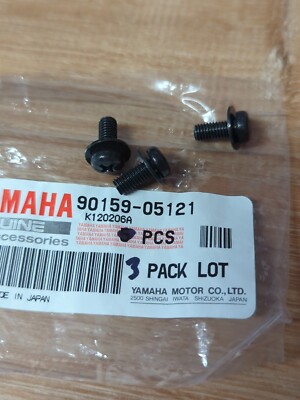 AMAHA 90159-05121
K120206A
UINE
ccessories
PCS
3 PACK LOT
DE IN JAPAN
YAMAHA MOTOR CO.,LTD.
2500 SHINGAI IWATA SHIZUOKA JAPAN